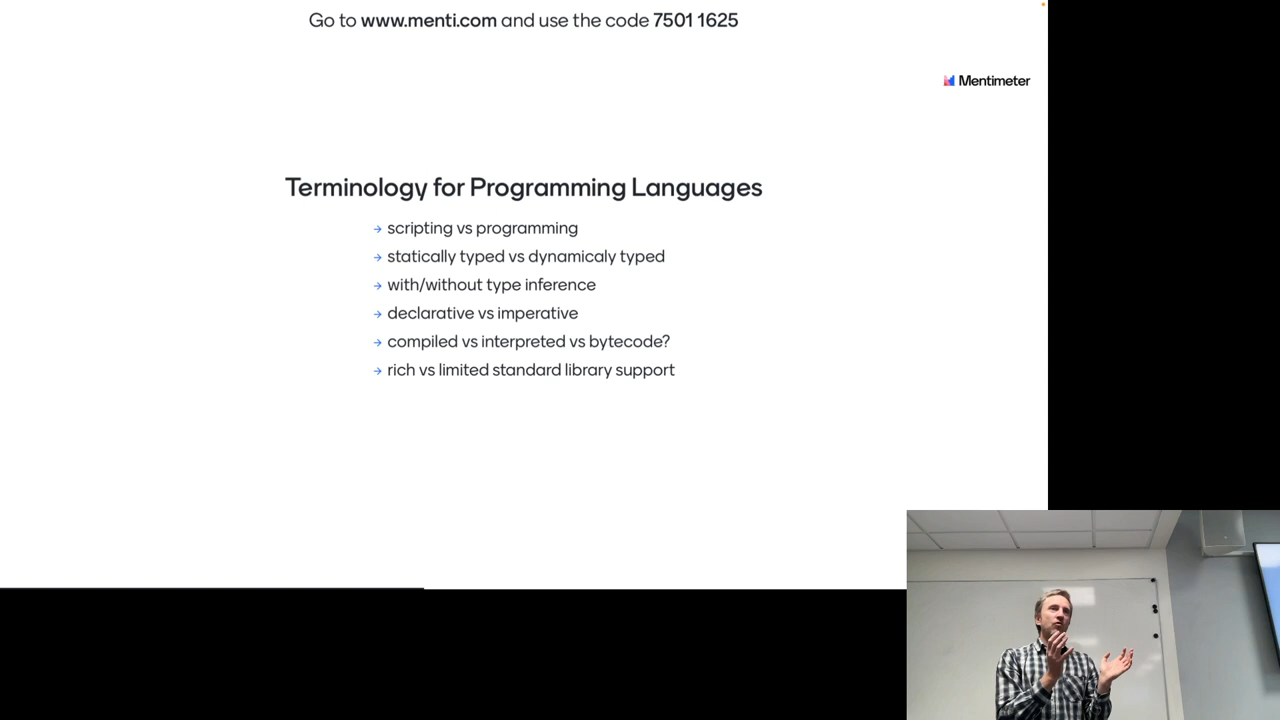 Go to www.menti.com and use the code 7501 1625
Mentimeter
Terminology for Programming Languages
→ scripting vs programming
→ statically typed vs dynamicaly typed
→ with/without type inference
→ declarative vs imperative
→ compiled vs interpreted vs bytecode?
→ rich vs limited standard library support